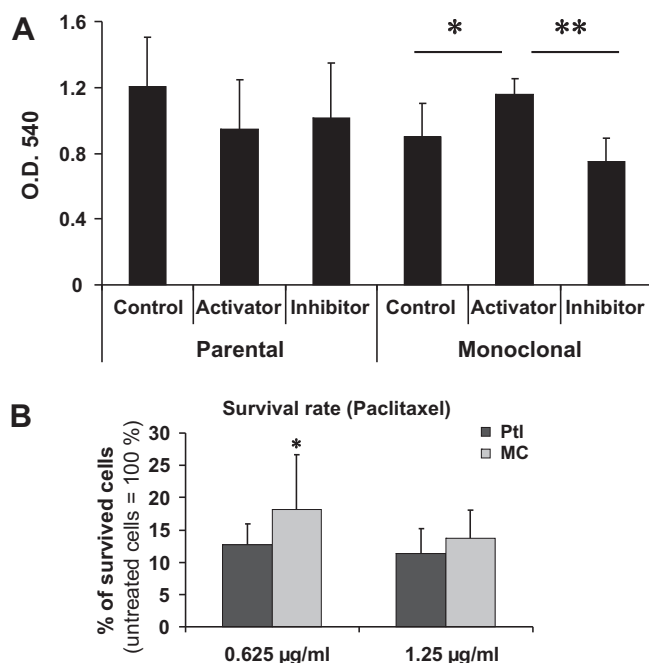 A
1.6
1.2
0.8
0.4
0
O.D. 540
* **
Control Activator Inhibitor Control Activator Inhibitor
Parental Monoclonal
B
Survival rate (Paclitaxel)
Ptl
MC
% of survived cells
(untreated cells = 100 %)
30
25
20
15
10
5
0
*
0.625 µg/ml 1.25 µg/ml